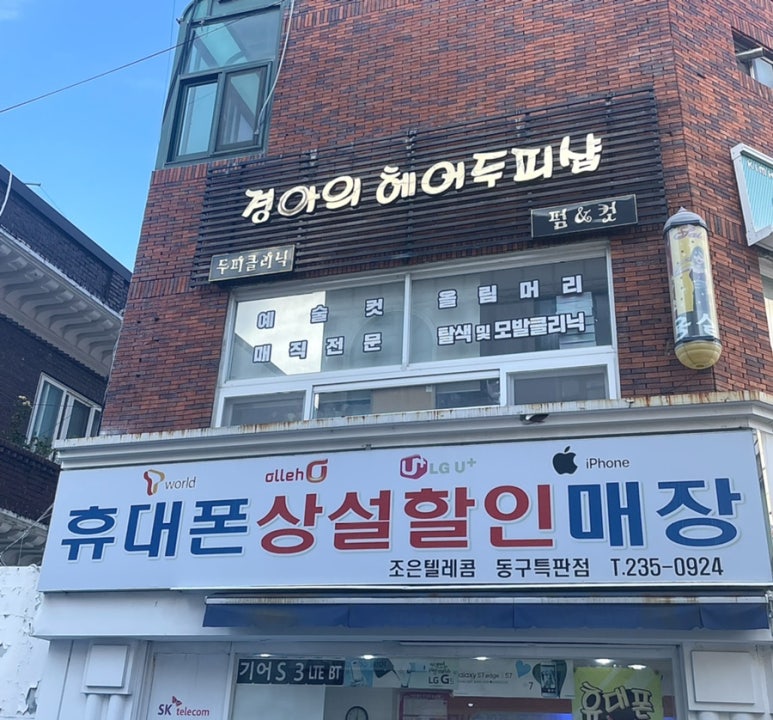 경아의 헤어두피샵
펌&컷
두피클리닉
예술컷 올림머리
매직전문 탈색및모발클리닉
T world olleh U+ LG U+ iPhone
휴대폰상설할인매장
조은텔레콤 동구특판점 T.235-0924
기어S 3 LTE BT
LG G5
SK telecom
휴대폰